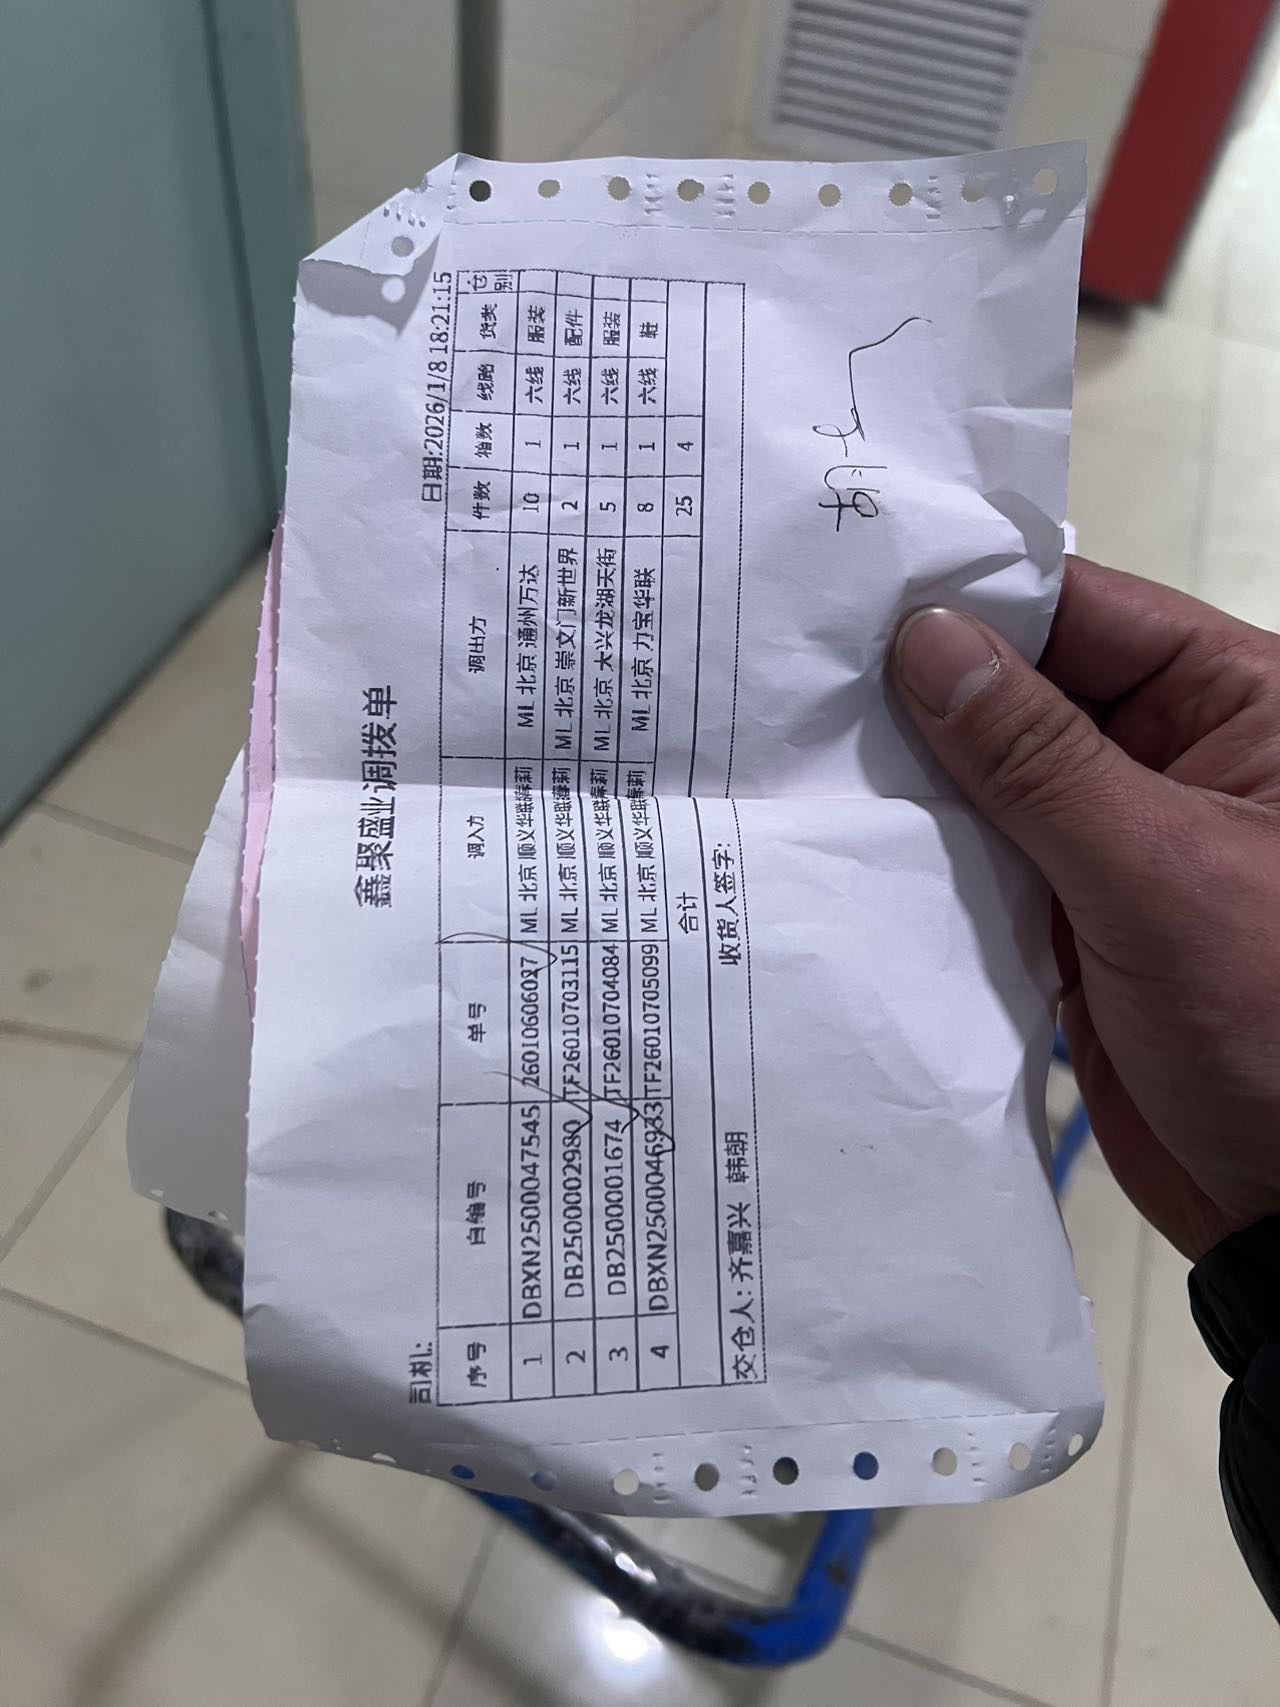 鑫聚盛业调拨单
司机: 日期:2026/1/8 18:21:15
序号 自编号 单号 调入方 调出方 件数 箱数 线路 货类 仓别
1 DBXN2500047545 260106060 ML 北京 顺义华联 ML 北京 通州万达 10 1 六线 服装
2 DB2500002980 TF26010703115 ML 北京 顺义华联 ML 北京 崇文门新世界 2 1 六线 配件
3 DB2500001674 TF26010704084 ML 北京 顺义华联 ML 北京 大兴龙湖天街 5 1 六线 服装
4 DBXN2500046933 TF26010705099 ML 北京 顺义华联 ML 北京 力宝华联 8 1 六线 鞋
合计 25 4
交仓人: 齐嘉兴 韩朝 收货人签字: